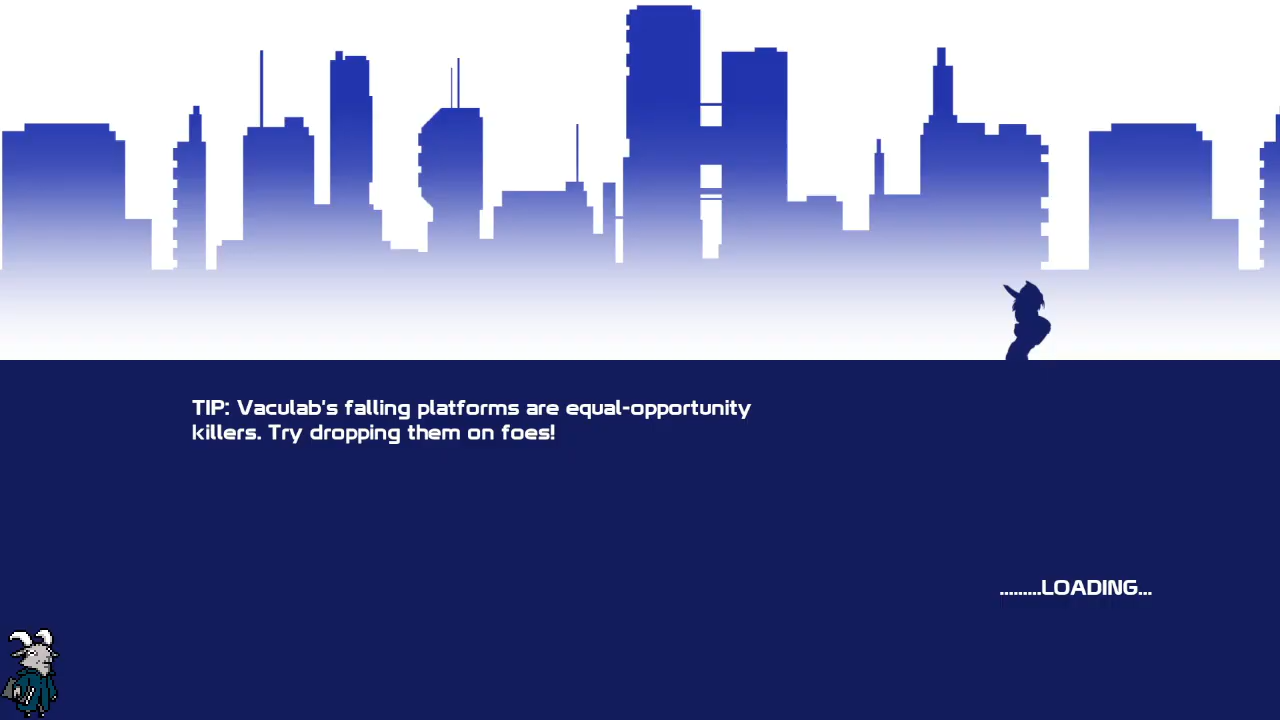 TIP: Vaculab's falling platforms are equal-opportunity
killers. Try dropping them on foes!
.........LOADING...